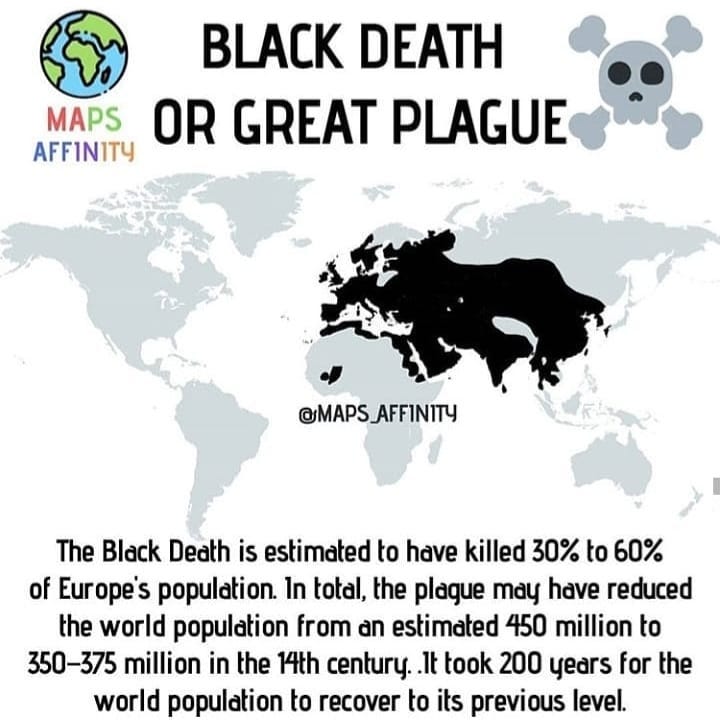 BLACK DEATH
OR GREAT PLAGUE
MAPS
AFFINITY
@MAPS_AFFINITY
The Black Death is estimated to have killed 30% to 60%
of Europe's population. In total, the plague may have reduced
the world population from an estimated 450 million to
350–375 million in the 14th century. .It took 200 years for the
world population to recover to its previous level.